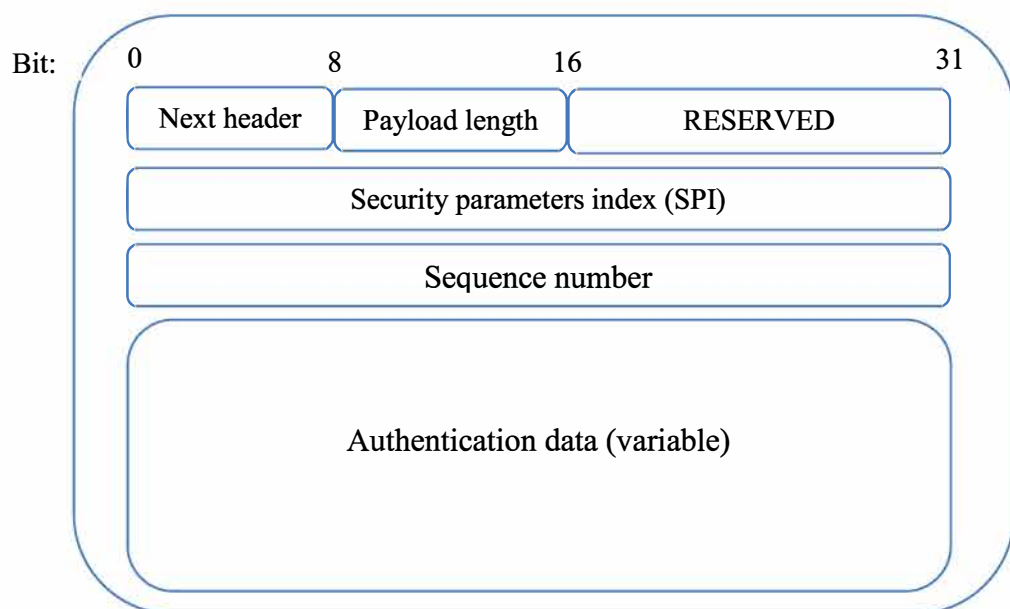 Bit: 0 8 16 31
Next header Payload length RESERVED
Security parameters index (SPI)
Sequence number
Authentication data (variable)